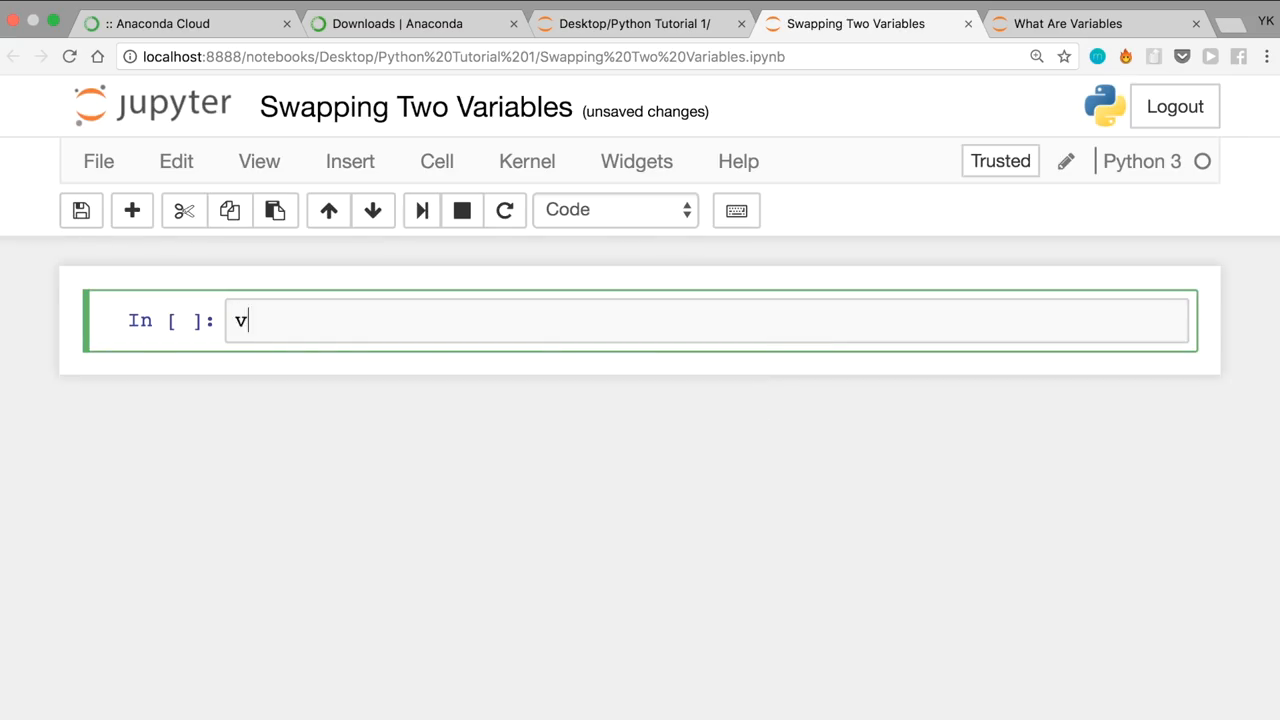 :: Anaconda Cloud × Downloads | Anaconda × Desktop/Python Tutorial 1/ × Swapping Two Variables × What Are Variables × YK
localhost:8888/notebooks/Desktop/Python%20Tutorial%201/Swapping%20Two%20Variables.ipynb
jupyter Swapping Two Variables (unsaved changes) Logout
File Edit View Insert Cell Kernel Widgets Help Trusted Python 3
Code
In [ ]: v